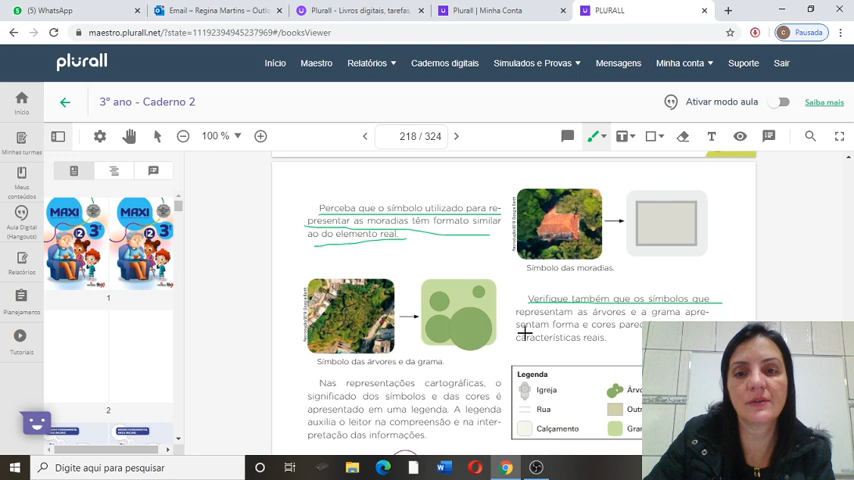 (5) WhatsApp
Email – Regina Martins – Outlo
Plurall - Livros digitais, tarefas,
Plurall | Minha Conta
PLURALL
maestro.plurall.net/?state=11192394945237969#/booksViewer
Pausada
plurall
Início
Maestro
Relatórios
Cadernos digitais
Simulados e Provas
Mensagens
Minha conta
Suporte
Sair
Início
3º ano - Caderno 2
Ativar modo aula
Saiba mais
Minhas turmas
100 %
218 / 324
Meus
conteúdos
Aula Digital
(Hangouts)
Relatórios
Planejamento
Tutoriais
MAXI
2
3º
MAXI
2
3º
1
2
Perceba que o símbolo utilizado para re-
presentar as moradias têm formato similar
ao do elemento real.
Símbolo das moradias.
Símbolo das árvores e da grama.
Verifique também que os símbolos que
representam as árvores e a grama apre-
sentam forma e cores
características reais.
Nas representações cartográficas, o
significado dos símbolos e das cores é
apresentado em uma legenda. A legenda
auxilia o leitor na compreensão e na inter-
pretação das informações.
Legenda
Igreja
Rua
Calçamento
Digite aqui para pesquisar